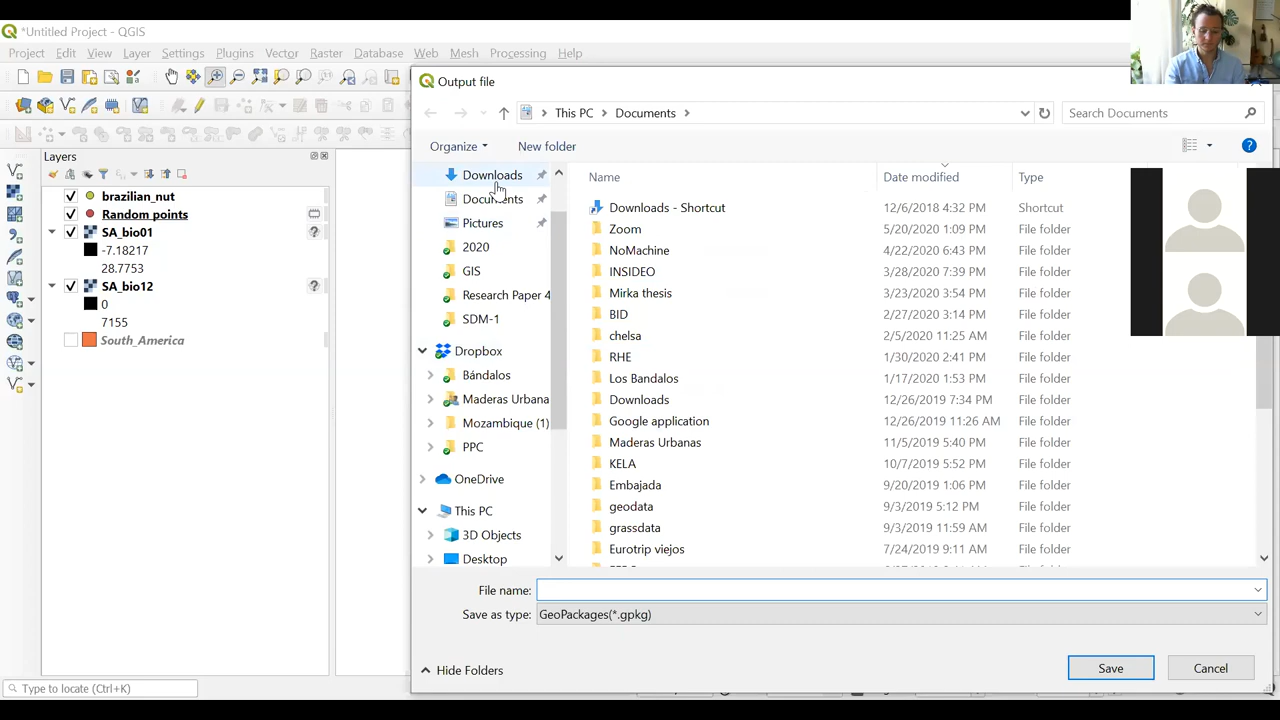 *Untitled Project - QGIS
Project Edit View Layer Settings Plugins Vector Raster Database Web Mesh Processing Help
Layers
brazilian_nut
Random points
SA_bio01
-7.18217
28.7753
SA_bio12
0
7155
South_America
Type to locate (Ctrl+K)
Output file
This PC > Documents >
Search Documents
Organize
New folder
Downloads
Documents
Pictures
2020
GIS
Research Paper 4
SDM-1
Dropbox
Bándalos
Maderas Urbana
Mozambique (1)
PPC
OneDrive
This PC
3D Objects
Desktop
Name Date modified Type
Downloads - Shortcut 12/6/2018 4:32 PM Shortcut
Zoom 5/20/2020 1:09 PM File folder
NoMachine 4/22/2020 6:43 PM File folder
INSIDEO 3/28/2020 7:39 PM File folder
Mirka thesis 3/23/2020 3:54 PM File folder
BID 2/27/2020 3:14 PM File folder
chelsa 2/5/2020 11:25 AM File folder
RHE 1/30/2020 2:41 PM File folder
Los Bandalos 1/17/2020 1:53 PM File folder
Downloads 12/26/2019 7:34 PM File folder
Google application 12/26/2019 11:26 AM File folder
Maderas Urbanas 11/5/2019 5:40 PM File folder
KELA 10/7/2019 5:52 PM File folder
Embajada 9/20/2019 1:06 PM File folder
geodata 9/3/2019 5:12 PM File folder
grassdata 9/3/2019 11:59 AM File folder
Eurotrip viejos 7/24/2019 9:11 AM File folder
File name:
Save as type: GeoPackages(*.gpkg)
Hide Folders
Save
Cancel